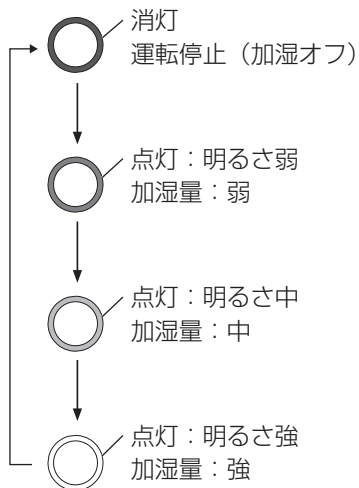 消灯
運転停止（加湿オフ）
点灯：明るさ弱
加湿量：弱
点灯：明るさ中
加湿量：中
点灯：明るさ強
加湿量：強